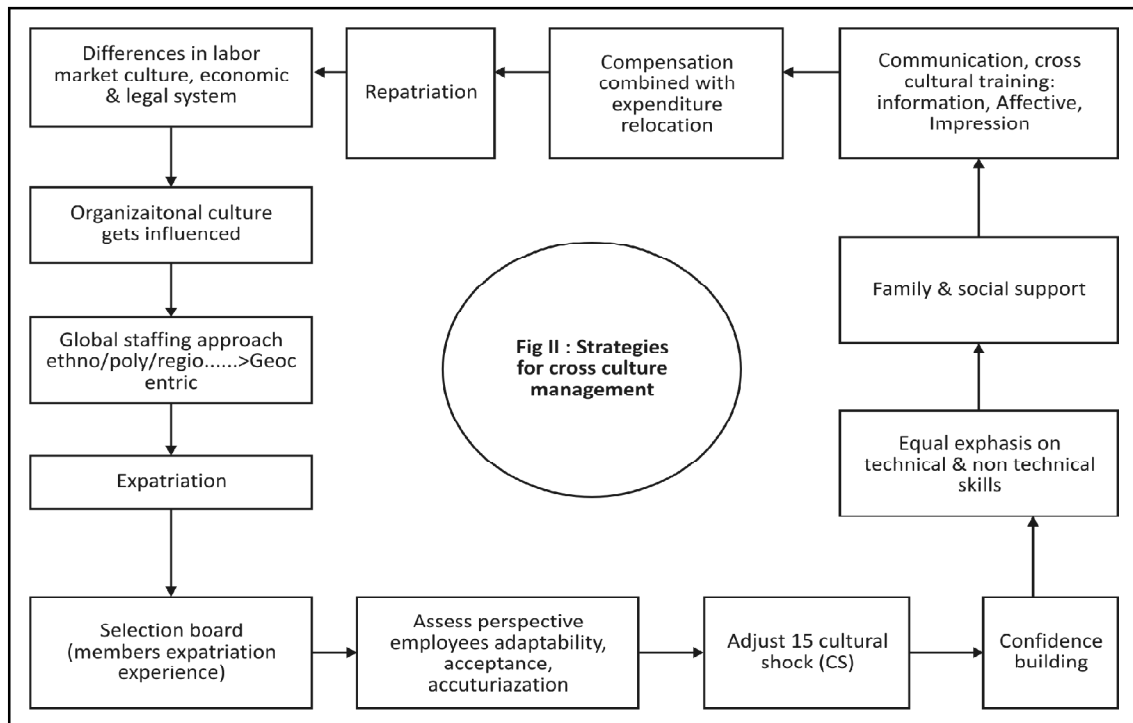 Differences in labor
market culture, economic
& legal system
Repatriation
Compensation
combined with
expenditure
relocation
Communication, cross
cultural training:
information, Affective,
Impression
Organizaitonal culture
gets influenced
Family & social support
Global staffing approach
ethno/poly/regio......>Geoc
entric
Fig II : Strategies
for cross culture
management
Equal exphasis on
technical & non technical
skills
Expatriation
Selection board
(members expatriation
experience)
Assess perspective
employees adaptability,
acceptance,
accuturiazation
Adjust 15 cultural
shock (CS)
Confidence
building